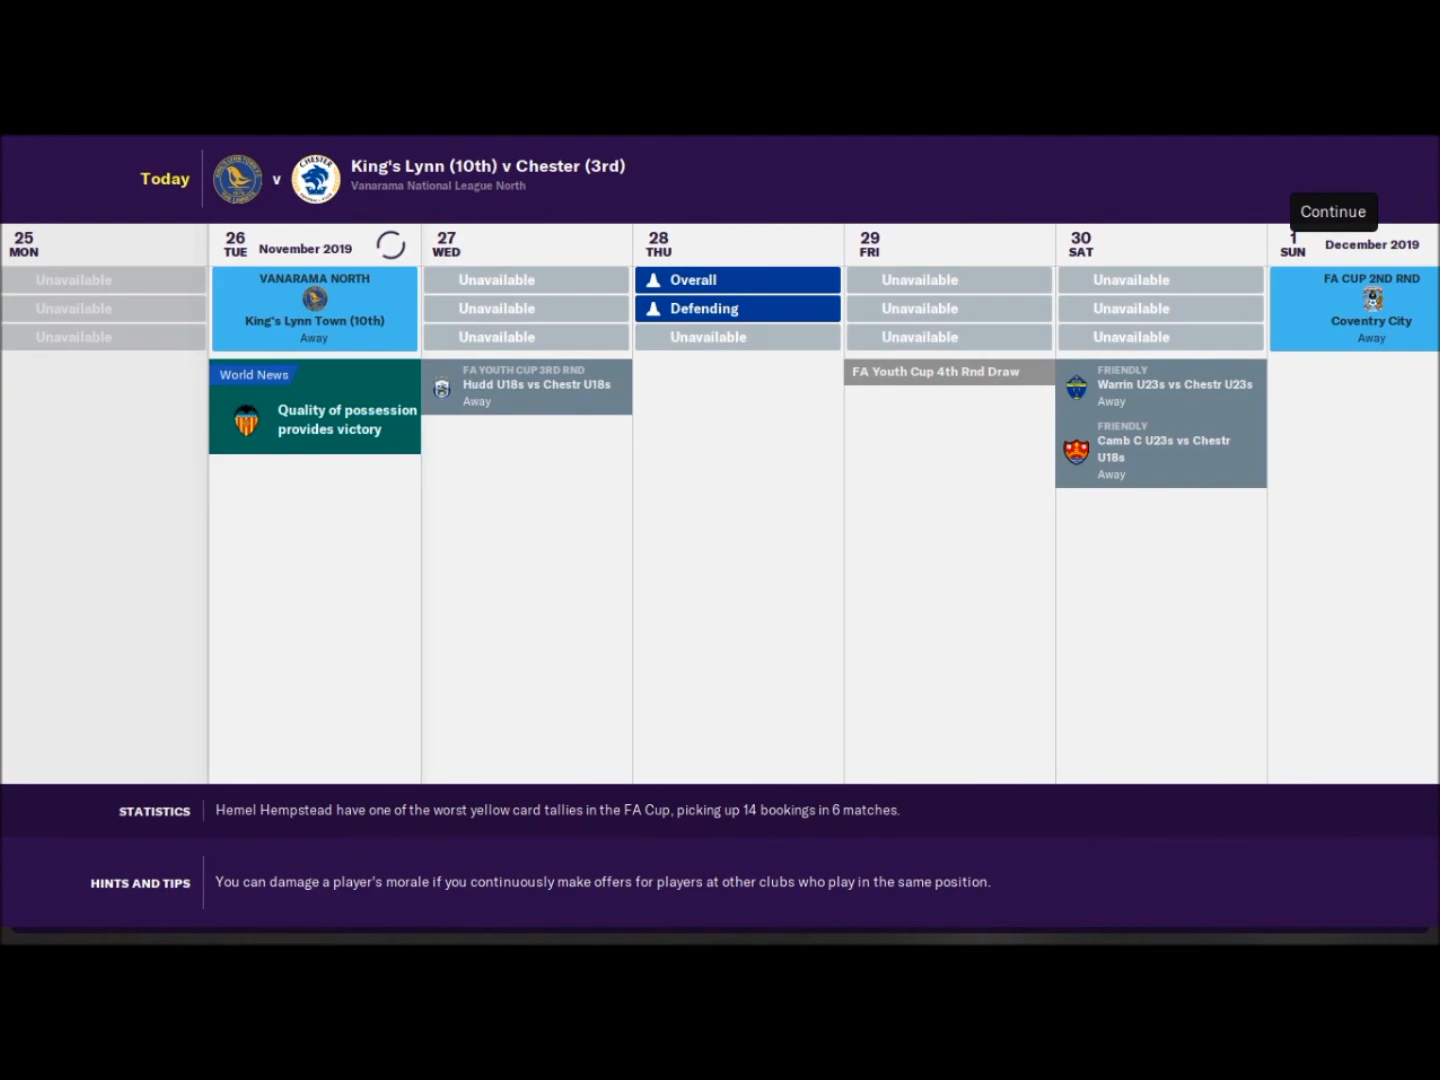 Today
v
King's Lynn (10th) v Chester (3rd)
Vanarama National League North
CHESTER
Continue
25
MON
26
TUE
November 2019
27
WED
28
THU
29
FRI
30
SAT
1
SUN
December 2019
Unavailable
Unavailable
Unavailable
VANARAMA NORTH
King's Lynn Town (10th)
Away
World News
Quality of possession
provides victory
Unavailable
Unavailable
Unavailable
FA YOUTH CUP 3RD RND
Hudd U18s vs Chestr U18s
Away
Overall
Defending
Unavailable
Unavailable
Unavailable
Unavailable
FA Youth Cup 4th Rnd Draw
Unavailable
Unavailable
Unavailable
FRIENDLY
Warrin U23s vs Chestr U23s
Away
FRIENDLY
Camb C U23s vs Chestr
U18s
Away
FA CUP 2ND RND
Coventry City
Away
STATISTICS
Hemel Hempstead have one of the worst yellow card tallies in the FA Cup, picking up 14 bookings in 6 matches.
HINTS AND TIPS
You can damage a player's morale if you continuously make offers for players at other clubs who play in the same position.